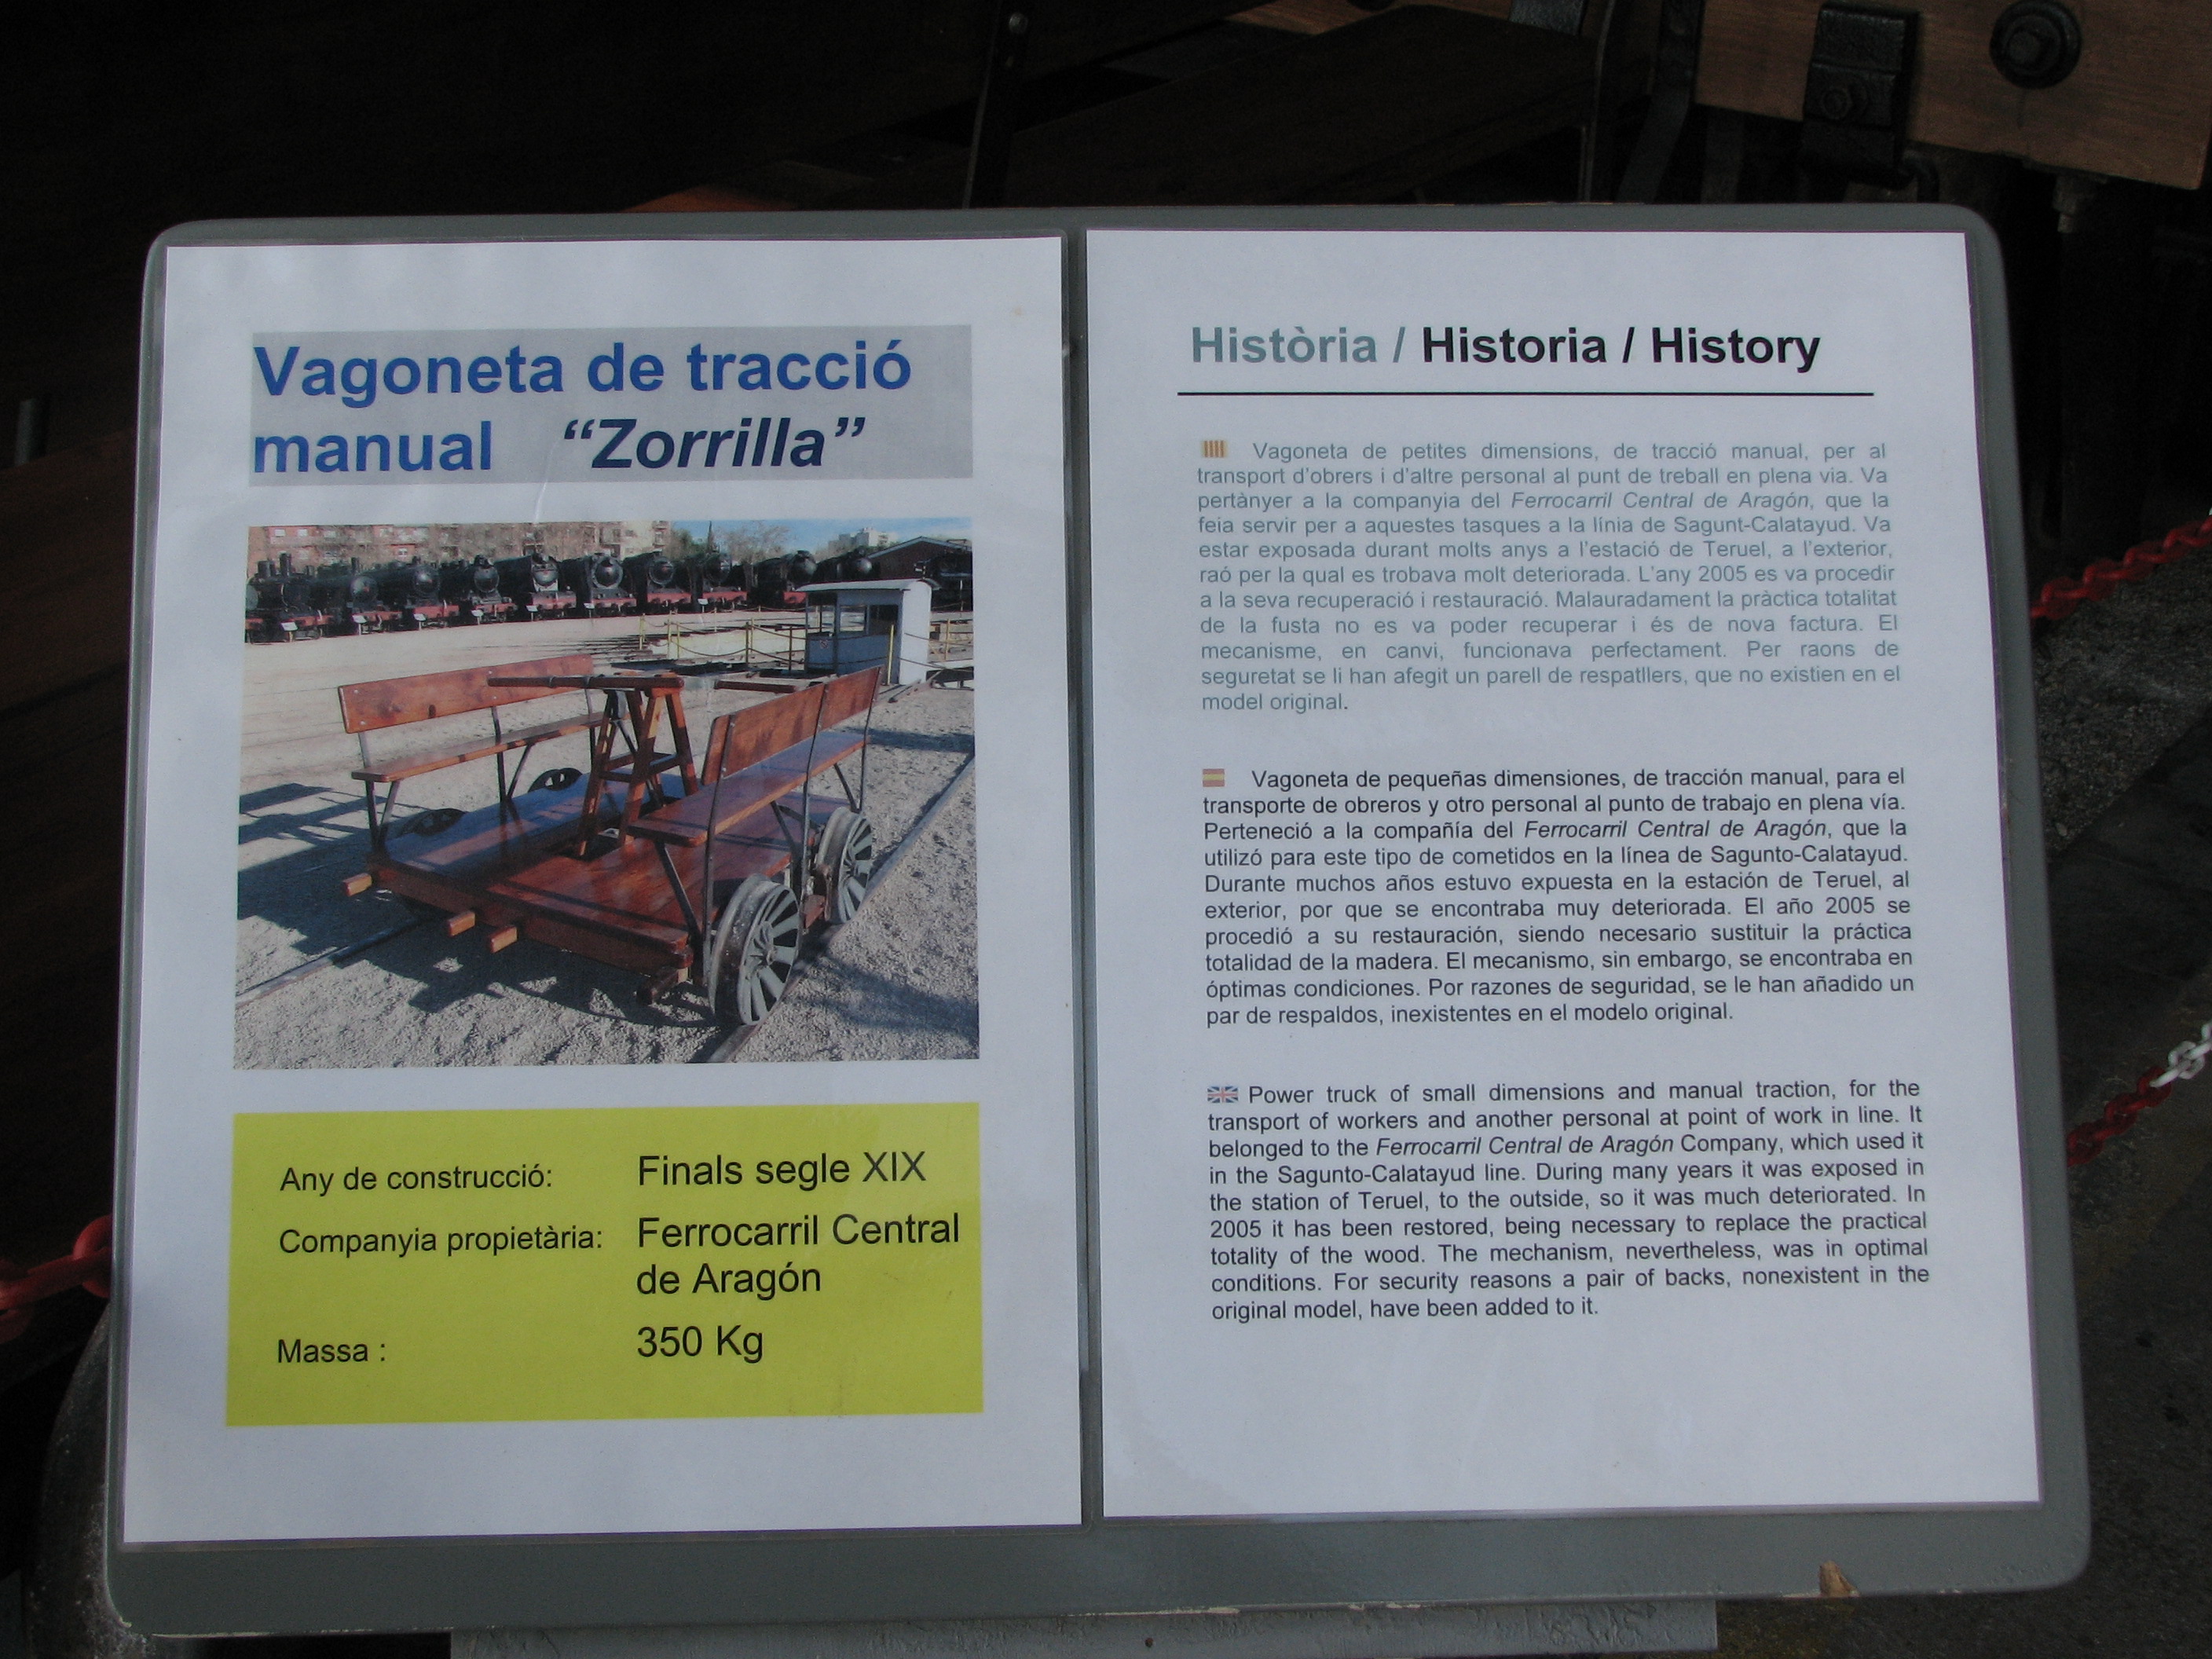 Vagoneta de tracció
manual "Zorrilla"
Any de construcció: Finals segle XIX
Companyia propietària: Ferrocarril Central
de Aragón
Massa : 350 Kg
Història / Historia / History
Vagoneta de petites dimensions, de tracció manual, per al
transport d'obrers i d'altre personal al punt de treball en plena via. Va
pertànyer a la companyia del Ferrocarril Central de Aragón, que la
feia servir per a aquestes tasques a la línia de Sagunt-Calatayud. Va
estar exposada durant molts anys a l'estació de Teruel, a l'exterior,
raó per la qual es trobava molt deteriorada. L'any 2005 es va procedir
a la seva recuperació i restauració. Malauradament la pràctica totalitat
de la fusta no es va poder recuperar i és de nova factura. El
mecanisme, en canvi, funcionava perfectament. Per raons de
seguretat se li han afegit un parell de respatllers, que no existien en el
model original.
Vagoneta de pequeñas dimensiones, de tracción manual, para el
transporte de obreros y otro personal al punto de trabajo en plena vía.
Perteneció a la compañía del Ferrocarril Central de Aragón, que la
utilizó para este tipo de cometidos en la línea de Sagunto-Calatayud.
Durante muchos años estuvo expuesta en la estación de Teruel, al
exterior, por que se encontraba muy deteriorada. El año 2005 se
procedió a su restauración, siendo necesario sustituir la práctica
totalidad de la madera. El mecanismo, sin embargo, se encontraba en
óptimas condiciones. Por razones de seguridad, se le han añadido un
par de respaldos, inexistentes en el modelo original.
Power truck of small dimensions and manual traction, for the
transport of workers and another personal at point of work in line. It
belonged to the Ferrocarril Central de Aragón Company, which used it
in the Sagunto-Calatayud line. During many years it was exposed in
the station of Teruel, to the outside, so it was much deteriorated. In
2005 it has been restored, being necessary to replace the practical
totality of the wood. The mechanism, nevertheless, was in optimal
conditions. For security reasons a pair of backs, nonexistent in the
original model, have been added to it.